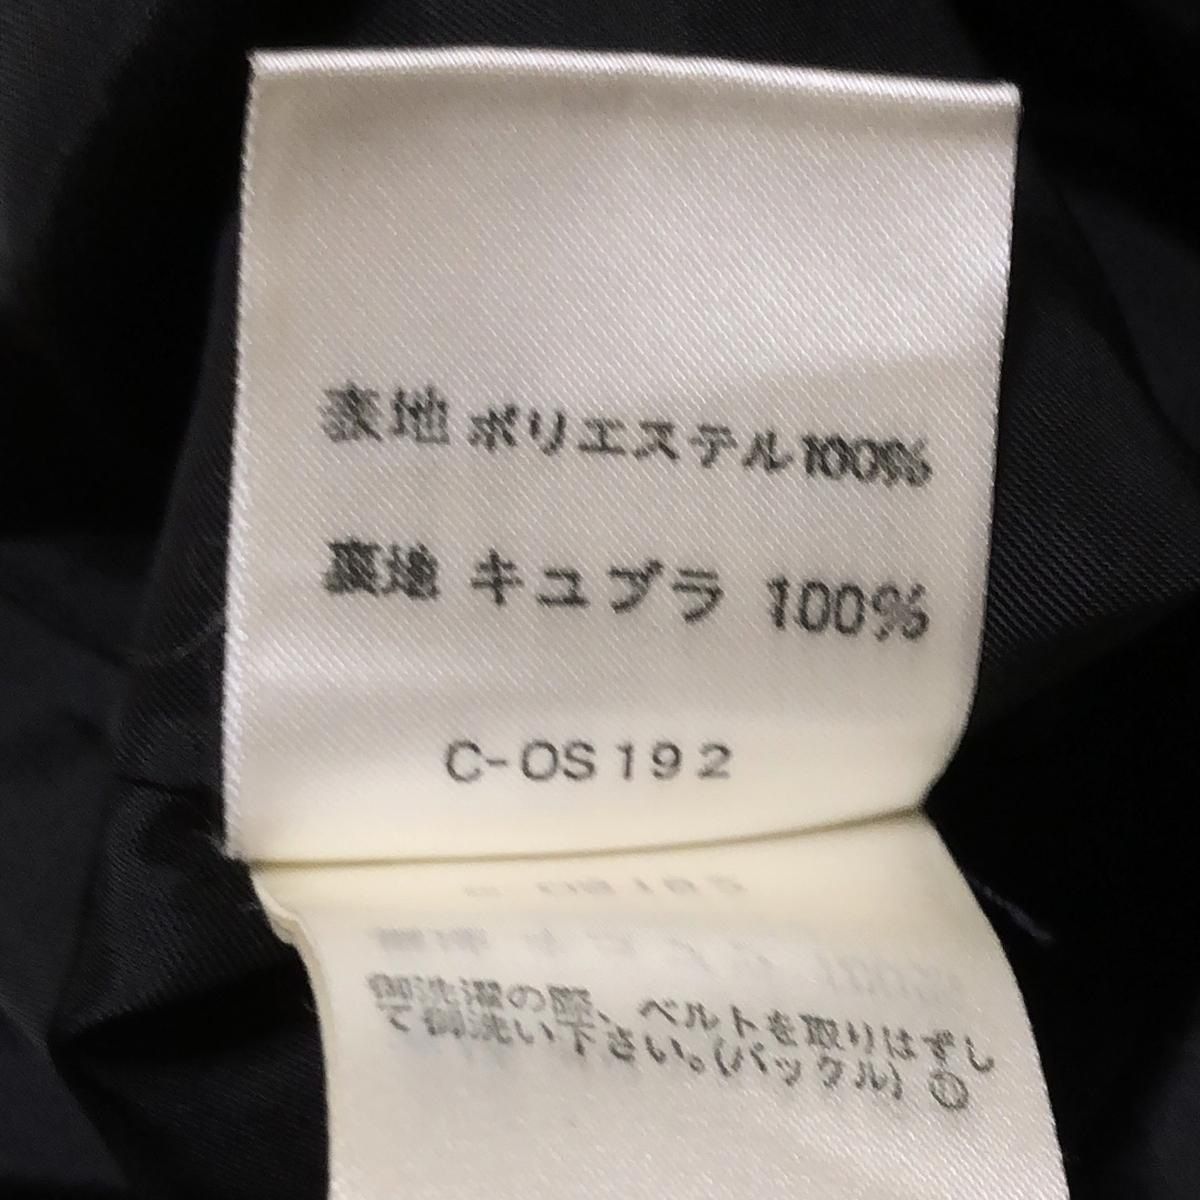 表地 ポリエステル100%
裏地 キュプラ 100%
C-OS192
御洗濯の際、ベルトを取りはずし
て御洗い下さい。(バックル)